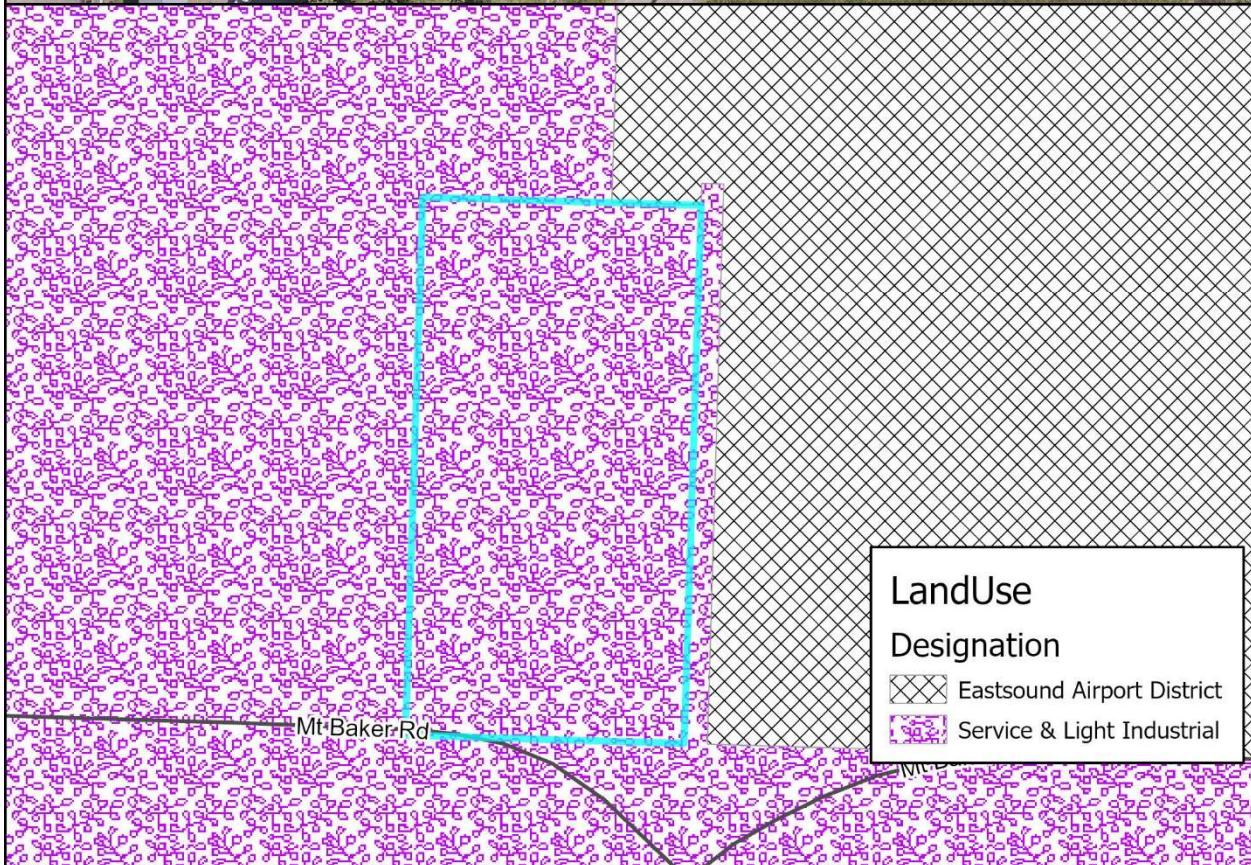 Mt Baker Rd
LandUse
Designation
Eastsound Airport District
Service & Light Industrial